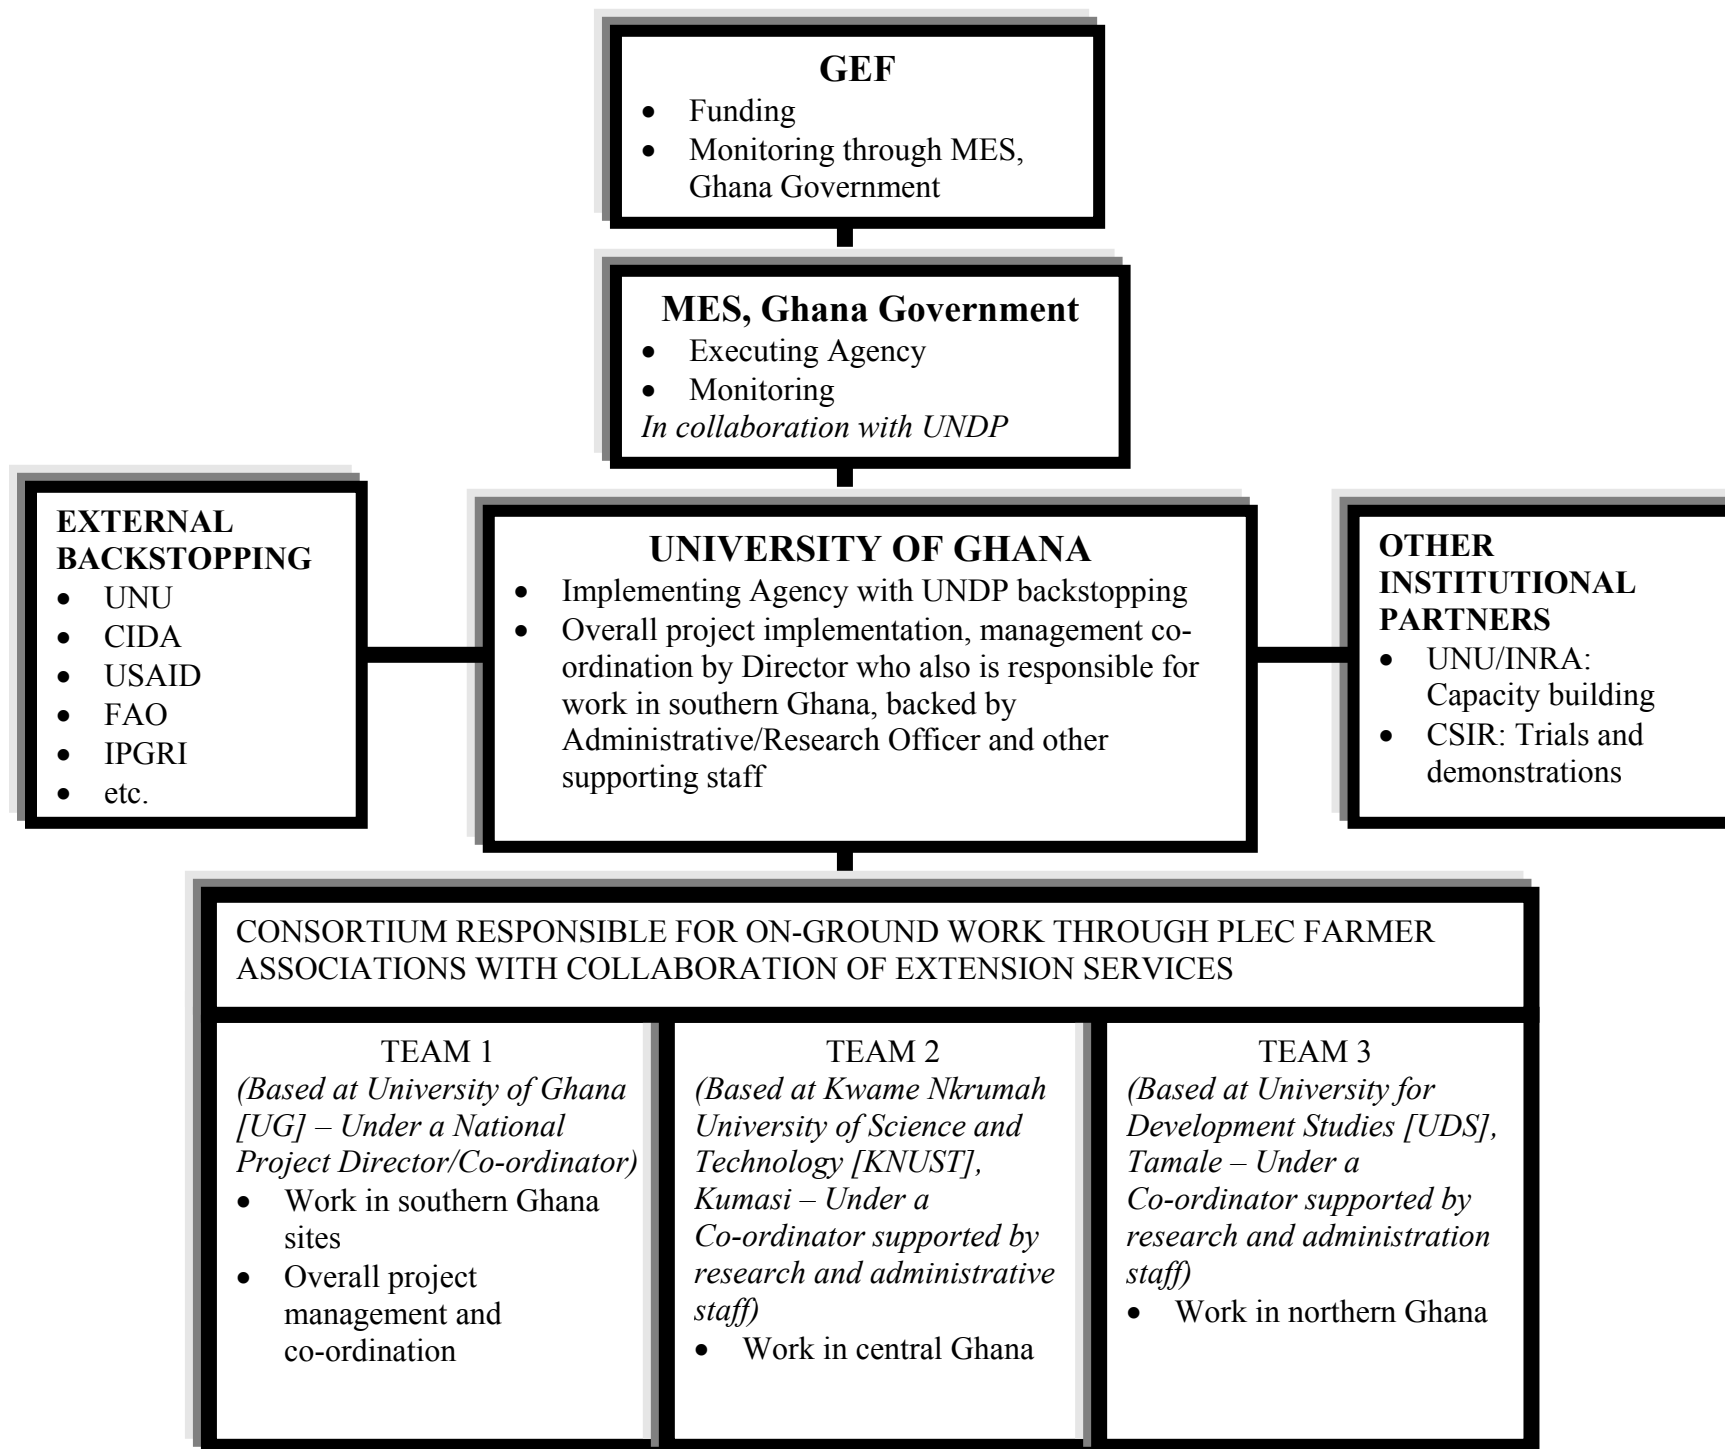 GEF
• Funding
• Monitoring through MES,
Ghana Government
MES, Ghana Government
• Executing Agency
• Monitoring
In collaboration with UNDP
EXTERNAL
BACKSTOPPING
• UNU
• CIDA
• USAID
• FAO
• IPGRI
• etc.
UNIVERSITY OF GHANA
• Implementing Agency with UNDP backstopping
• Overall project implementation, management co-
ordination by Director who also is responsible for
work in southern Ghana, backed by
Administrative/Research Officer and other
supporting staff
OTHER
INSTITUTIONAL
PARTNERS
• UNU/INRA:
Capacity building
• CSIR: Trials and
demonstrations
CONSORTIUM RESPONSIBLE FOR ON-GROUND WORK THROUGH PLEC FARMER
ASSOCIATIONS WITH COLLABORATION OF EXTENSION SERVICES
TEAM 1
(Based at University of Ghana
[UG] – Under a National
Project Director/Co-ordinator)
• Work in southern Ghana
sites
• Overall project
management and
co-ordination
TEAM 2
(Based at Kwame Nkrumah
University of Science and
Technology [KNUST],
Kumasi – Under a
Co-ordinator supported by
research and administrative
staff)
• Work in central Ghana
TEAM 3
(Based at University for
Development Studies [UDS],
Tamale – Under a
Co-ordinator supported by
research and administration
staff)
• Work in northern Ghana